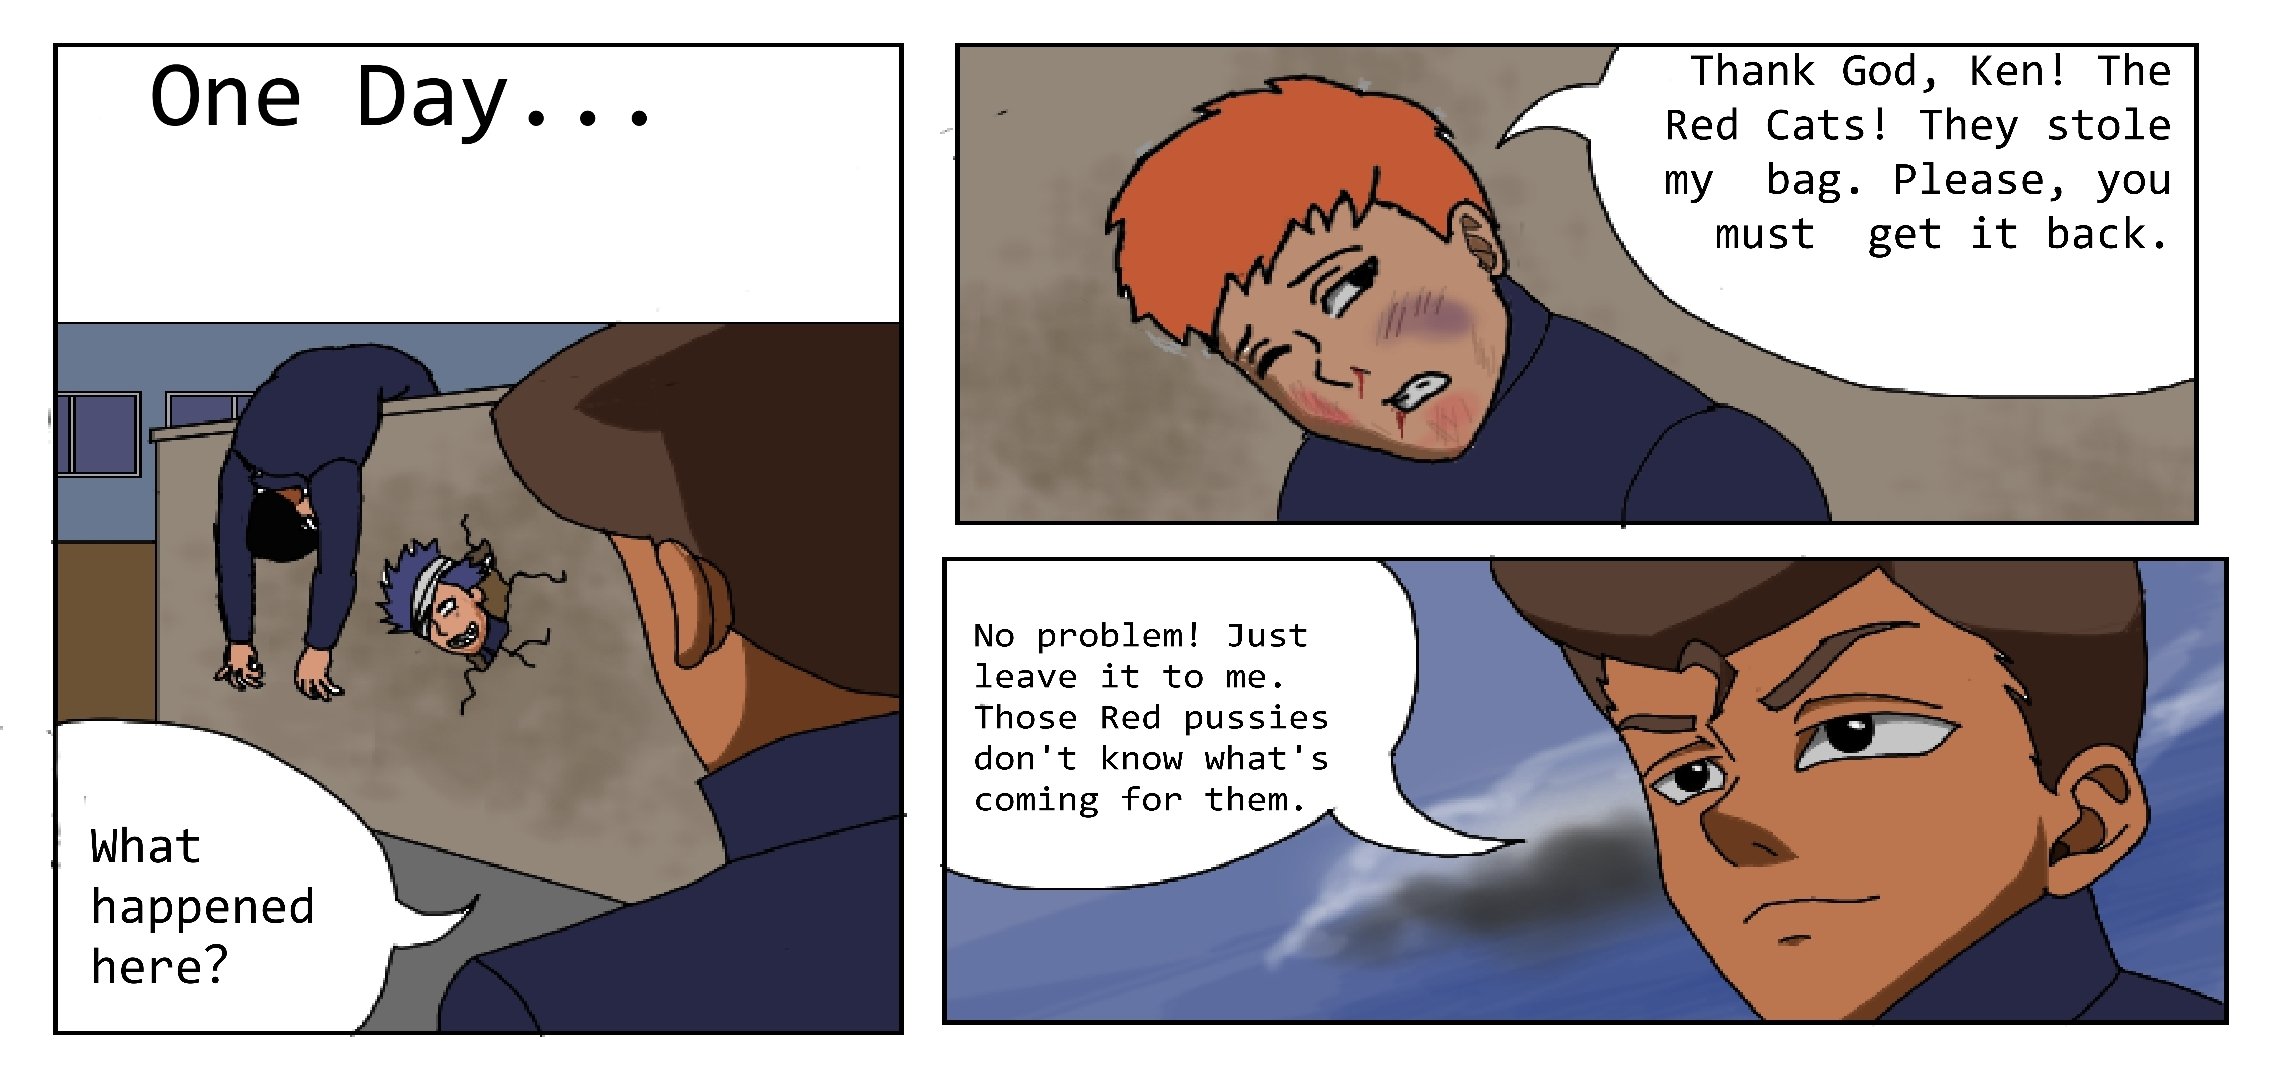 One Day...
What
happened
here?
Thank God, Ken! The
Red Cats! They stole
my bag. Please, you
must get it back.
No problem! Just
leave it to me.
Those Red pussies
don't know what's
coming for them.